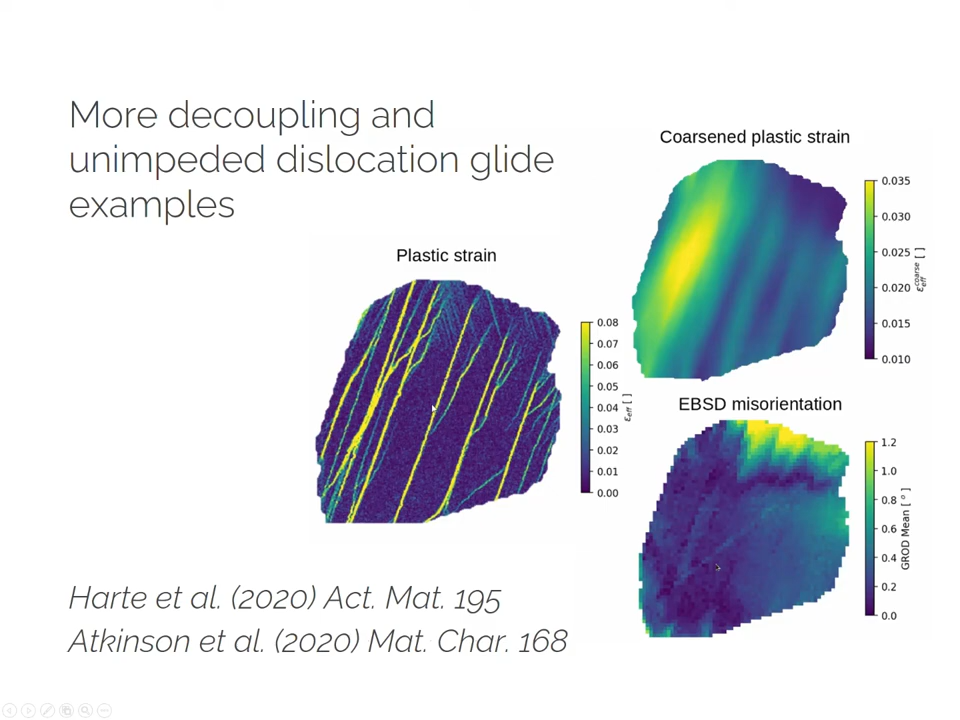 More decoupling and
unimpeded dislocation glide
examples
Plastic strain
0.08
0.07
0.06
0.05
0.04
0.03
0.02
0.01
0.00
εeff [ ]
Coarsened plastic strain
0.035
0.030
0.025
0.020
0.015
0.010
εeff^coarse [ ]
EBSD misorientation
1.2
1.0
0.8
0.6
0.4
0.2
0.0
GROD Mean [ ° ]
Harte et al. (2020) Act. Mat. 195
Atkinson et al. (2020) Mat. Char. 168